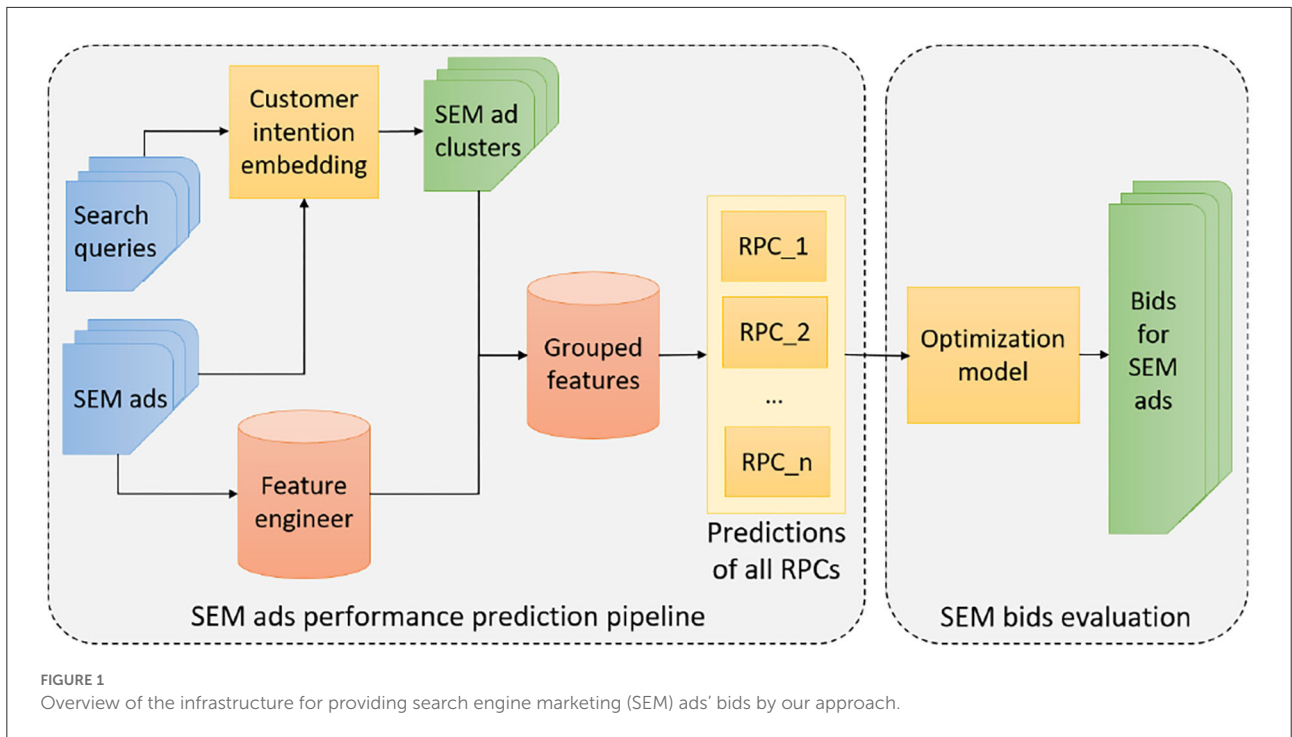 Customer
intention
embedding
SEM ad
clusters
Search
queries
SEM ads
Feature
engineer
Grouped
features
RPC_1
RPC_2
...
RPC_n
Predictions
of all RPCs
SEM ads performance prediction pipeline
Optimization
model
Bids
for
SEM
ads
SEM bids evaluation
FIGURE 1
Overview of the infrastructure for providing search engine marketing (SEM) ads' bids by our approach.